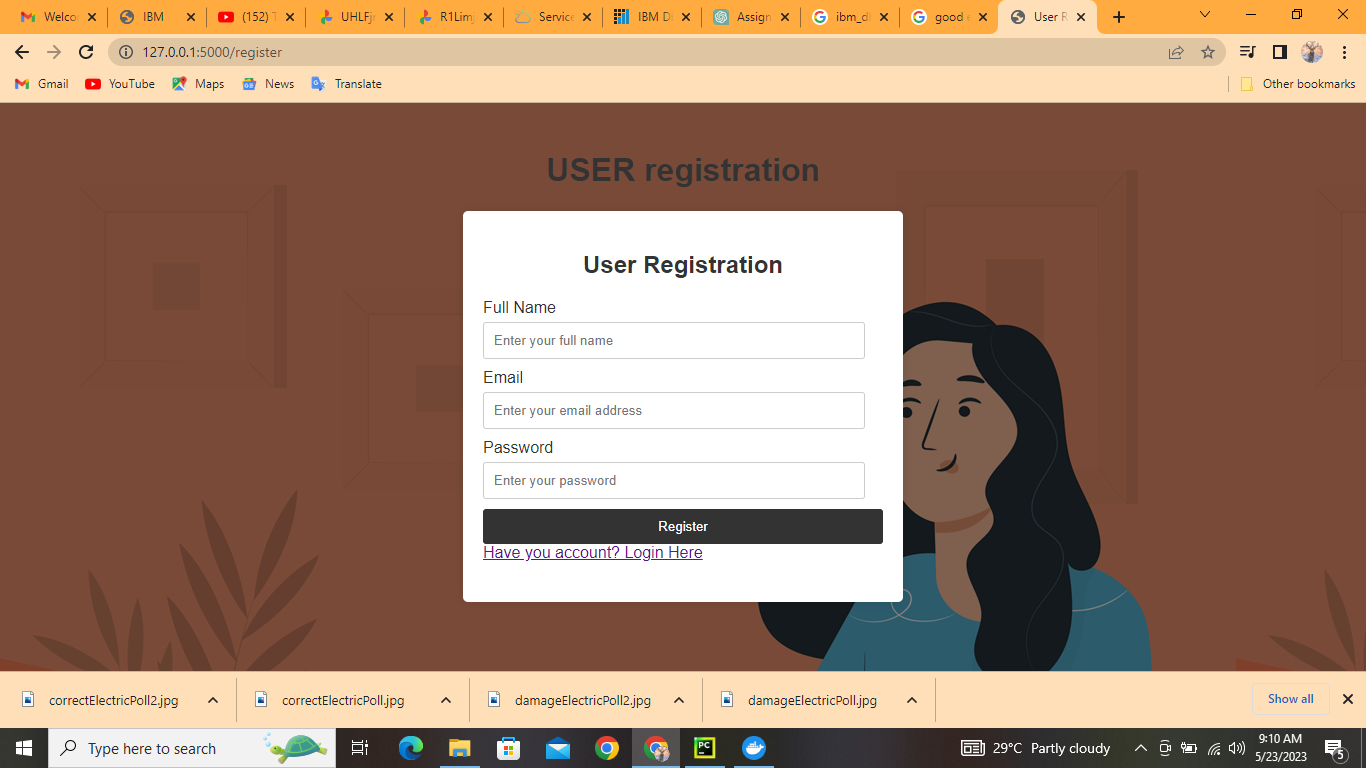 Welco
IBM
(152) T
UHLFjr
R1Lim
Service
IBM D
Assign
ibm_d
good e
User R
127.0.0.1:5000/register
Gmail
YouTube
Maps
News
Translate
Other bookmarks
USER registration
User Registration
Full Name
Enter your full name
Email
Enter your email address
Password
Enter your password
Register
Have you account? Login Here
correctElectricPoll2.jpg
correctElectricPoll.jpg
damageElectricPoll2.jpg
damageElectricPoll.jpg
Show all
Type here to search
PC
29°C Partly cloudy
9:10 AM
5/23/2023
5